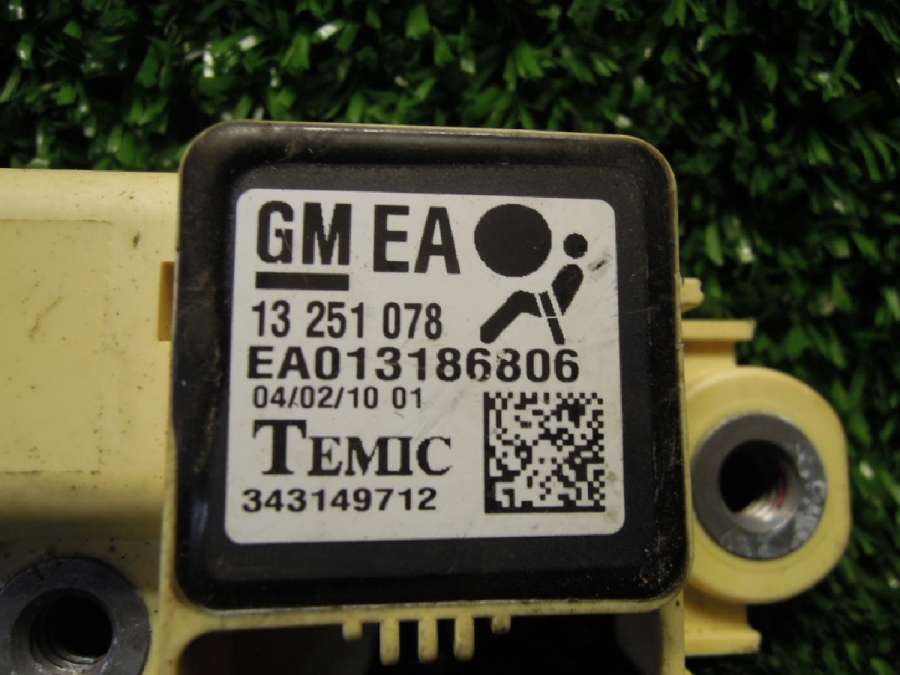 GM EA
13 251 078
EA013186806
04/02/10 01
TEMIC
343149712